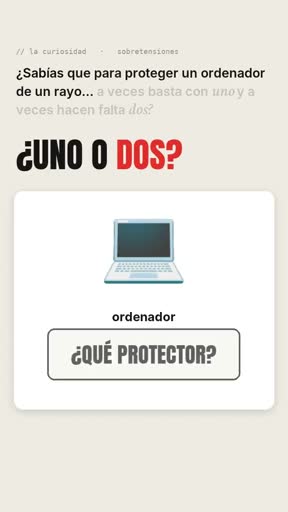 // la curiosidad · sobretensiones
¿Sabías que para proteger un ordenador
de un rayo... a veces basta con uno y a
veces hacen falta dos?
¿UNO O DOS?
ordenador
¿QUÉ PROTECTOR?